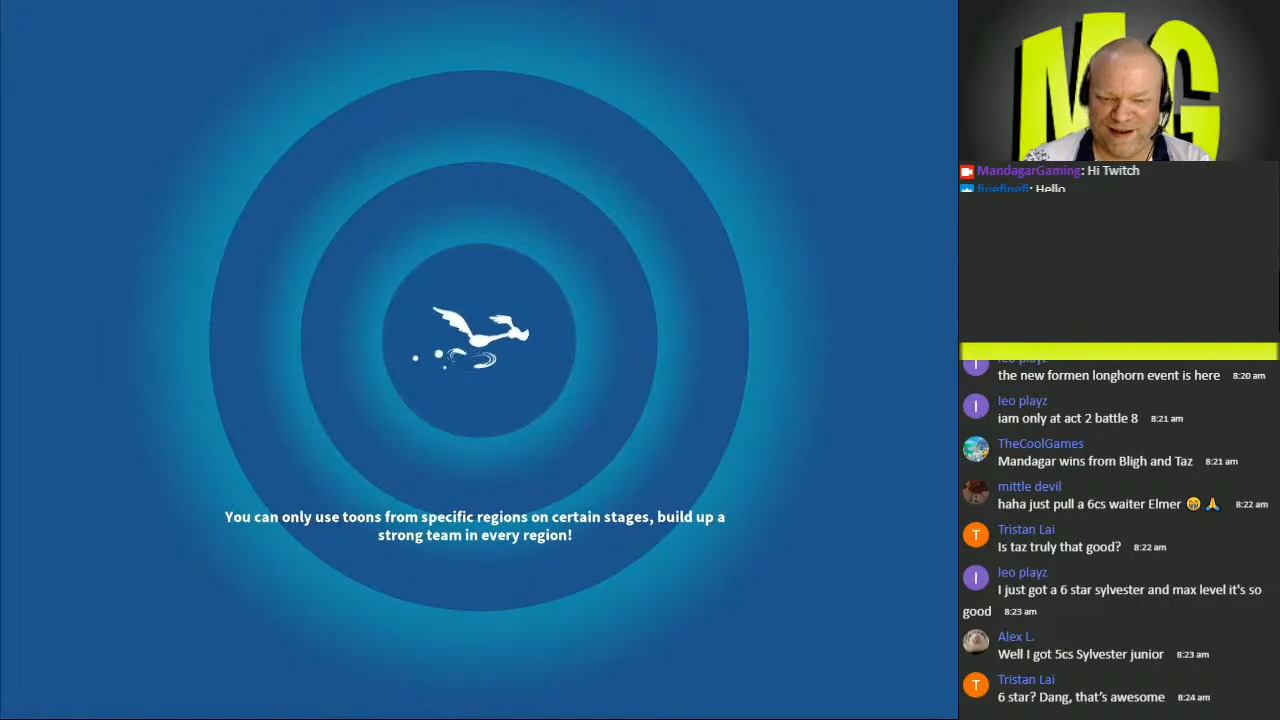 MG
MandagarGaming: Hi Twitch
finefinefi: Hello
You can only use toons from specific regions on certain stages, build up a
strong team in every region!
leo playz
the new formen longhorn event is here 8:20 am
leo playz
iam only at act 2 battle 8 8:21 am
TheCoolGames
Mandagar wins from Bligh and Taz 8:21 am
mittle devil
haha just pull a 6cs waiter Elmer 😁 🙏 8:22 am
Tristan Lai
Is taz truly that good? 8:22 am
leo playz
I just got a 6 star sylvester and max level it's so
good 8:23 am
Alex L.
Well I got 5cs Sylvester junior 8:23 am
Tristan Lai
6 star? Dang, that's awesome 8:24 am